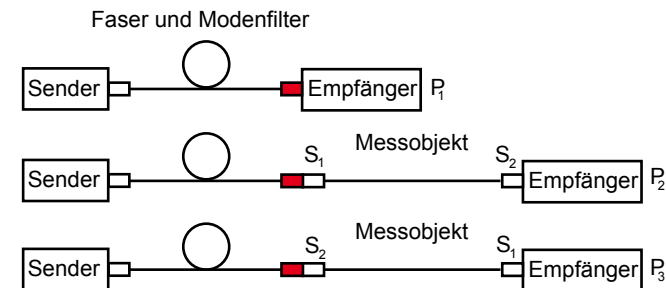 Faser und Modenfilter
Sender Empfänger P₁
S₁ Messobjekt S₂
Sender Empfänger P₂
S₂ Messobjekt S₁
Sender Empfänger P₃